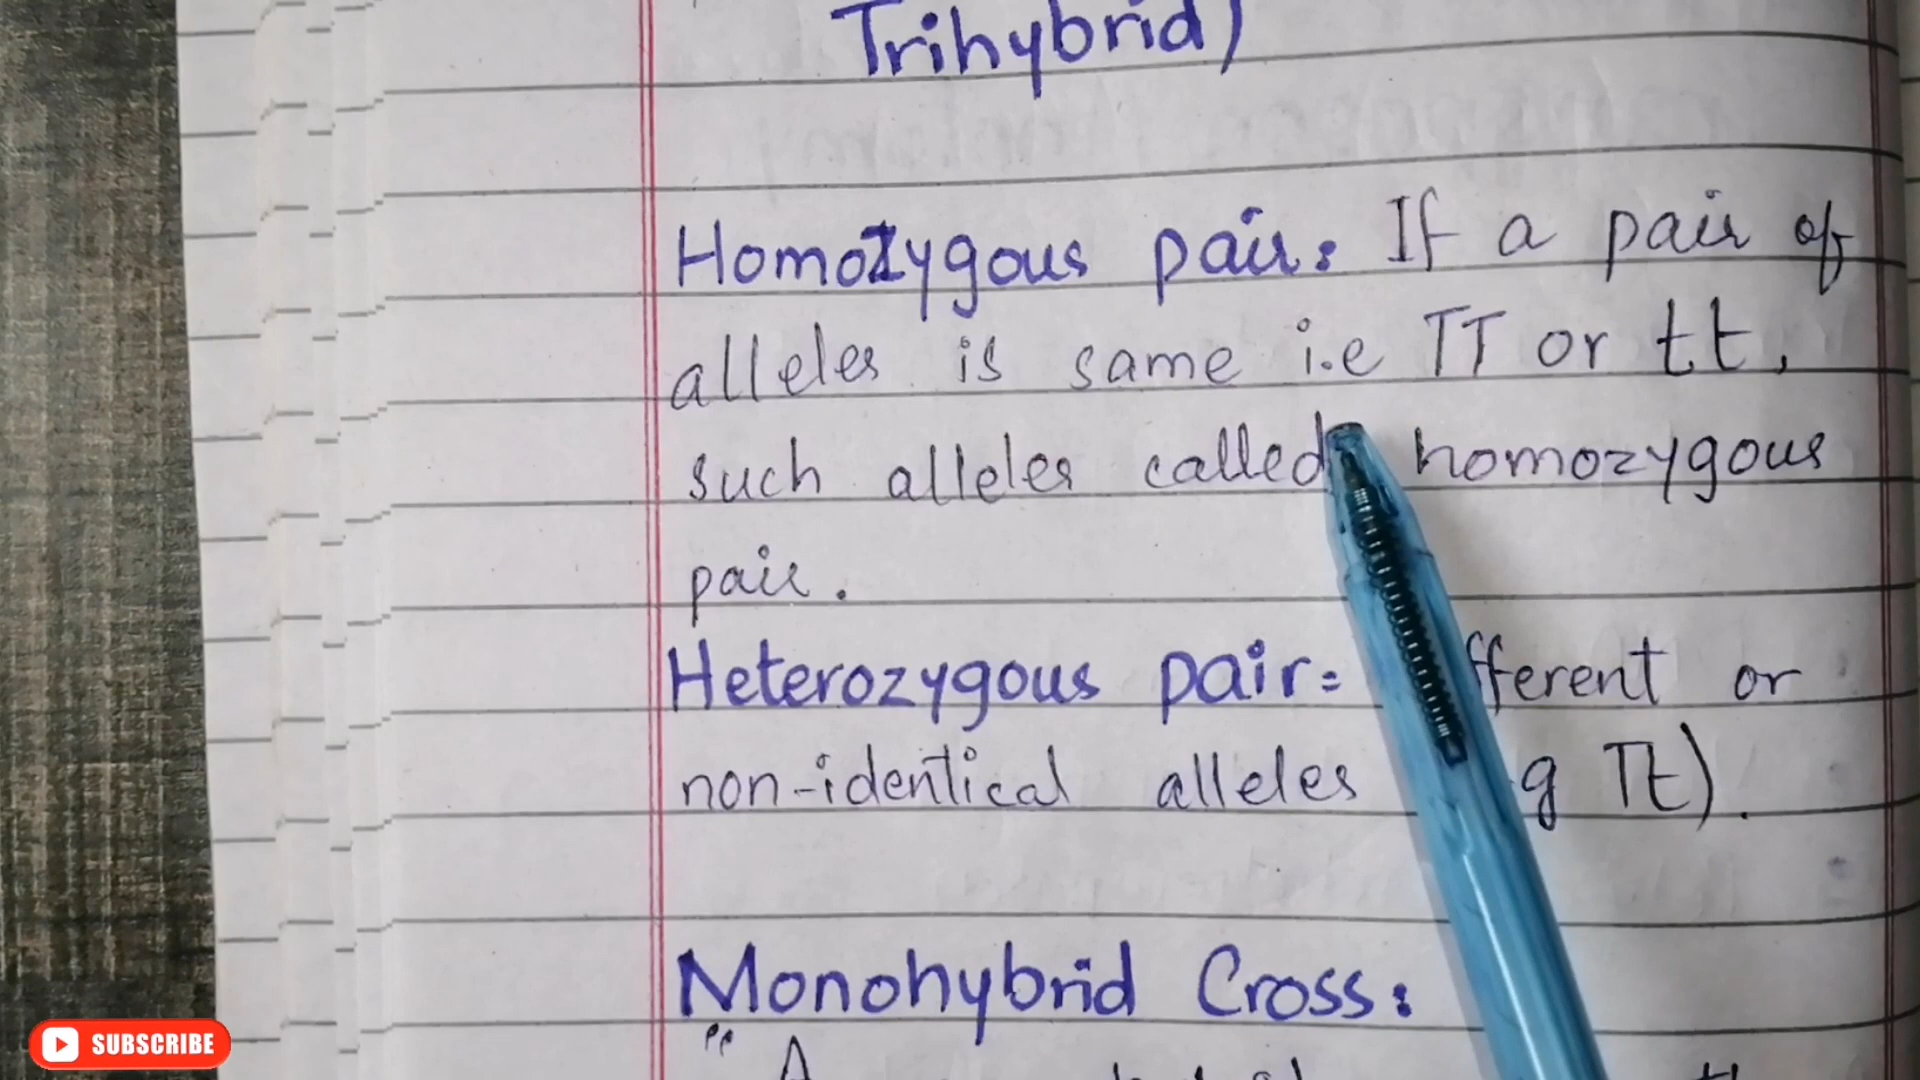 Trihybrid)
Homozygous pair: If a pair of
alleles is same i.e TT or tt,
such alleles called homozygous
pair.
Heterozygous pair= fferent or
non-identical alleles g Tt).
Monohybrid Cross:
" A
SUBSCRIBE